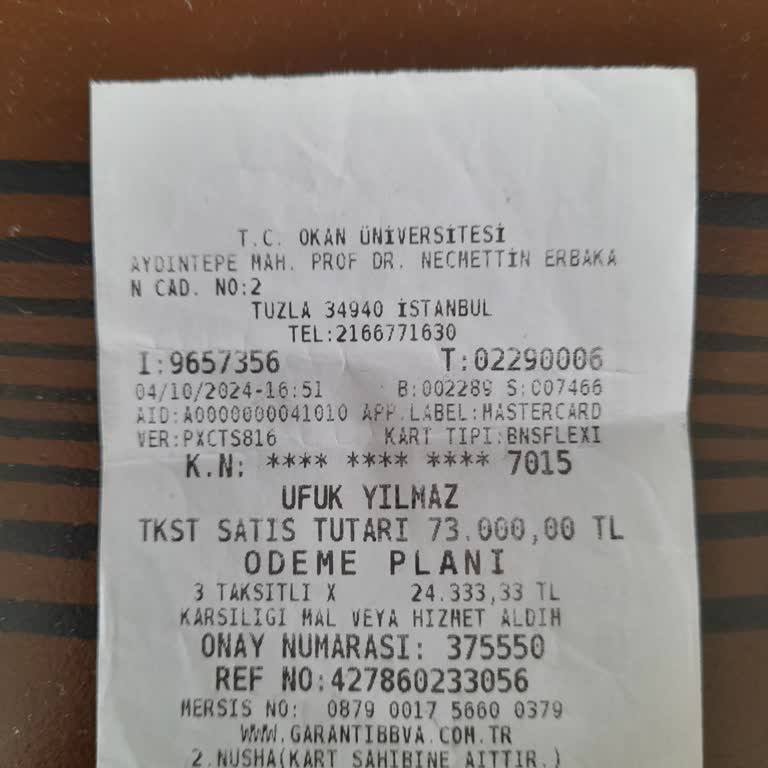 T.C. OKAN ÜNİVERSİTESİ
AYDINTEPE MAH. PROF DR. NECMETTİN ERBAKA
N CAD. NO:2
TUZLA 34940 İSTANBUL
TEL:2166771630
I:9657356 T:02290006
04/10/2024-16:51 B:002289 S:007466
AID:A0000000041010 APP.LABEL:MASTERCARD
VER:PXCTS816 KART TIPI:BNSFLEXI
K.N: **** **** **** 7015
UFUK YILMAZ
TKST SATIS TUTARI 73.000,00 TL
ODEME PLANI
3 TAKSITLI X 24.333,33 TL
KARSILIGI MAL VEYA HIZMET ALDIM
ONAY NUMARASI: 375550
REF NO:427860233056
MERSIS NO: 0879 0017 5660 0379
WWW.GARANTIBBVA.COM.TR
2.NUSHA(KART SAHIBINE AITTIR.)